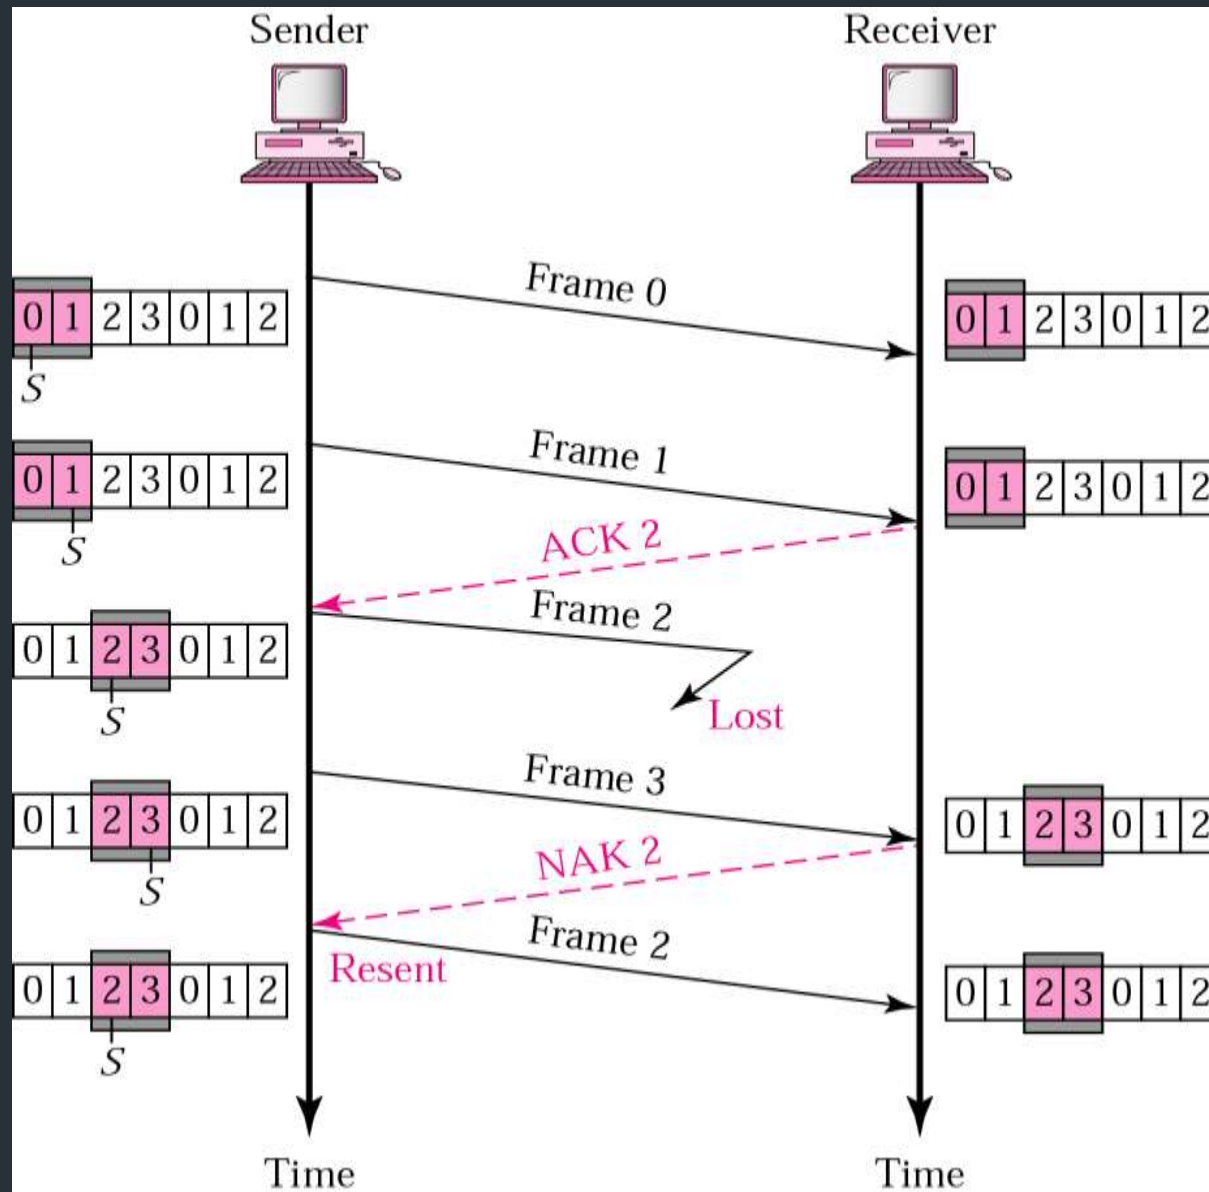 Sender Receiver
Frame 0
0 1 2 3 0 1 2 0 1 2 3 0 1 2
S
Frame 1
0 1 2 3 0 1 2 0 1 2 3 0 1 2
ACK 2
S
Frame 2
0 1 2 3 0 1 2
S
Lost
Frame 3
0 1 2 3 0 1 2 0 1 2 3 0 1 2
NAK 2
S
Frame 2
Resent
0 1 2 3 0 1 2 0 1 2 3 0 1 2
S
Time Time